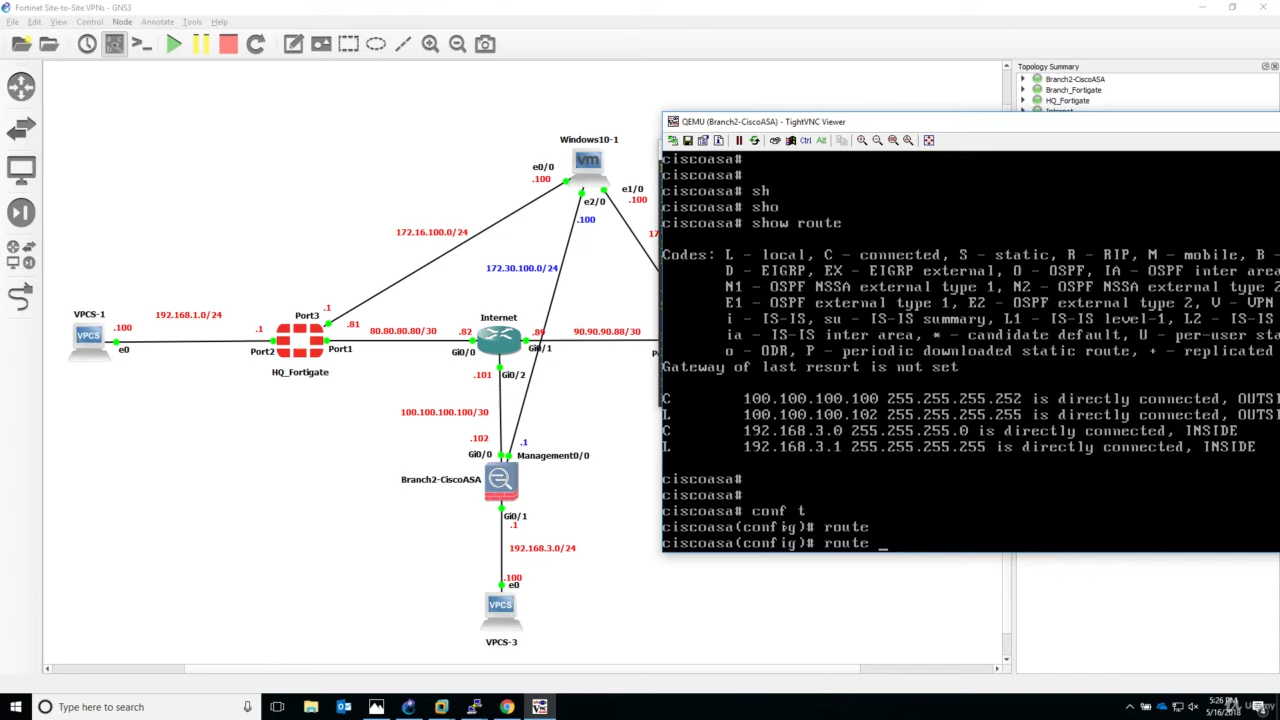 Fortinet Site-to-Site VPNs - GNS3
File Edit View Control Node Annotate Tools Help
Topology Summary
Branch2-CiscoASA
Branch_Fortigate
HQ_Fortigate
Windows10-1
vm
e0/0
.100
e1/0
.100
e2/0
.100
172.16.100.0/24
172.30.100.0/24
VPCS-1
VPCS
.100
e0
192.168.1.0/24
.1
Port2
Port3
.1
.81
Port1
HQ_Fortigate
80.80.80.80/30
Internet
.82
Gi0/0
.89
Gi0/1
90.90.90.88/30
.101
Gi0/2
100.100.100.100/30
.102
.1
Gi0/0
Management0/0
Branch2-CiscoASA
Gi0/1
.1
192.168.3.0/24
.100
e0
VPCS
VPCS-3
QEMU (Branch2-CiscoASA) - TightVNC Viewer
Ctrl Alt
ciscoasa#
ciscoasa#
ciscoasa# sh
ciscoasa# sho
ciscoasa# show route
Codes: L - local, C - connected, S - static, R - RIP, M - mobile, B -
D - EIGRP, EX - EIGRP external, O - OSPF, IA - OSPF inter area
N1 - OSPF NSSA external type 1, N2 - OSPF NSSA external type 2
E1 - OSPF external type 1, E2 - OSPF external type 2, V - VPN
i - IS-IS, su - IS-IS summary, L1 - IS-IS level-1, L2 - IS-IS
ia - IS-IS inter area, * - candidate default, U - per-user sta
o - ODR, P - periodic downloaded static route, + - replicated
Gateway of last resort is not set
C 100.100.100.100 255.255.255.252 is directly connected, OUTSI
L 100.100.100.102 255.255.255.255 is directly connected, OUTSI
C 192.168.3.0 255.255.255.0 is directly connected, INSIDE
L 192.168.3.1 255.255.255.255 is directly connected, INSIDE
ciscoasa#
ciscoasa#
ciscoasa# conf t
ciscoasa(config)# route
ciscoasa(config)# route _
Type here to search
5:26 PM
5/16/2018
Udemy